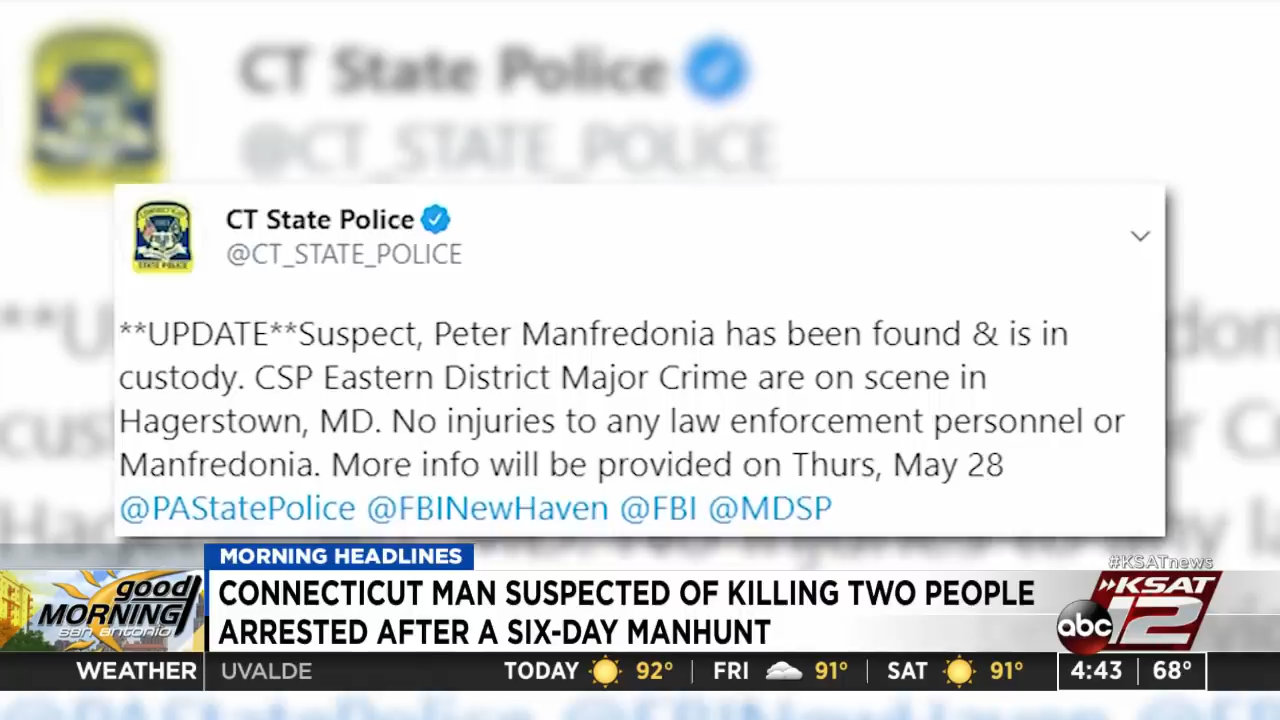 CT State Police
@CT_STATE_POLICE
CT State Police
@CT_STATE_POLICE
**UPDATE**Suspect, Peter Manfredonia has been found & is in
custody. CSP Eastern District Major Crime are on scene in
Hagerstown, MD. No injuries to any law enforcement personnel or
Manfredonia. More info will be provided on Thurs, May 28
@PAStatePolice @FBINewHaven @FBI @MDSP
MORNING HEADLINES
#KSATnews
good
MORNING
san antonio
CONNECTICUT MAN SUSPECTED OF KILLING TWO PEOPLE
ARRESTED AFTER A SIX-DAY MANHUNT
KSAT
abc 12
WEATHER UVALDE TODAY 92° FRI 91° SAT 91° 4:43 68°